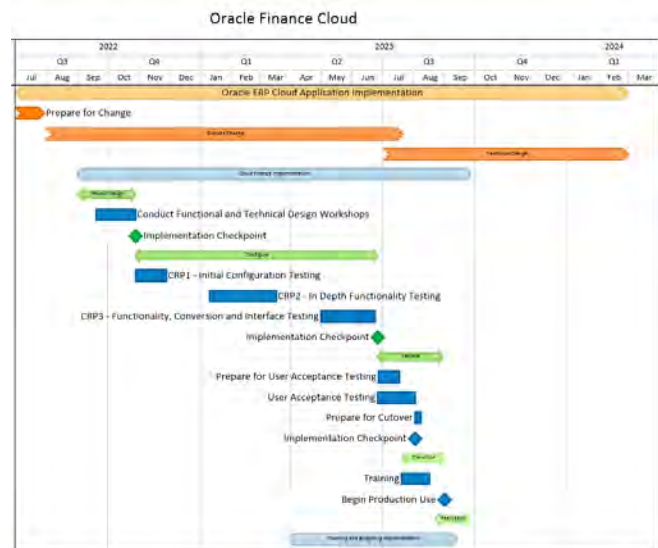 Oracle Finance Cloud
2022 2023 2024
Q3 Q4 Q1 Q2 Q3 Q4 Q1
Jul Aug Sep Oct Nov Dec Jan Feb Mar Apr May Jun Jul Aug Sep Oct Nov Dec Jan Feb Mar
Oracle ERP Cloud Application Implementation
Prepare for Change
Conduct Functional and Technical Design Workshops
Implementation Checkpoint
CRP1 - Initial Configuration Testing
CRP2 - In Depth Functionality Testing
CRP3 - Functionality, Conversion and Interface Testing
Implementation Checkpoint
Prepare for User Acceptance Testing
User Acceptance Testing
Prepare for Cutover
Implementation Checkpoint
Training
Begin Production Use